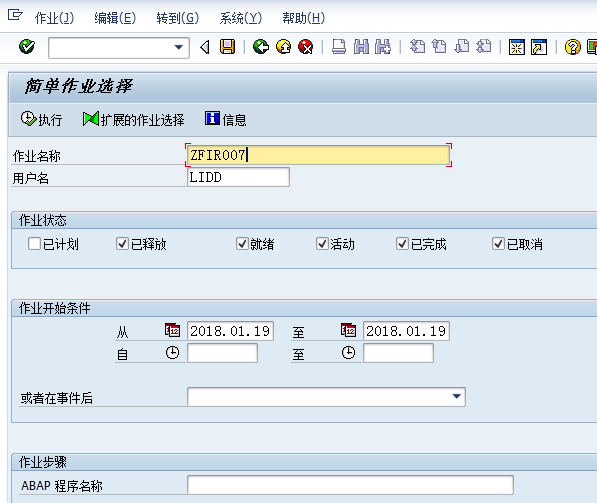 作业(J) 编辑(E) 转到(G) 系统(Y) 帮助(H)
简单作业选择
执行 扩展的作业选择 信息
作业名称 ZFIR007
用户名 LIDD
作业状态
已计划 已释放 就绪 活动 已完成 已取消
作业开始条件
从 12 2018.01.19 至 12 2018.01.19
自 至
或者在事件后
作业步骤
ABAP 程序名称